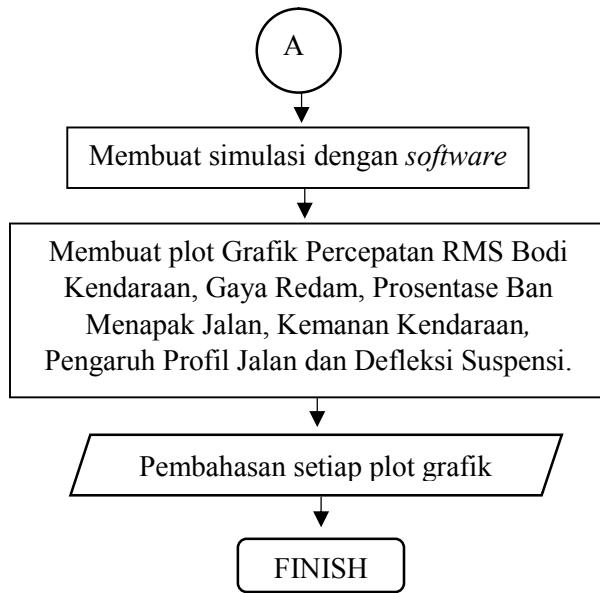 A
Membuat simulasi dengan software
Membuat plot Grafik Percepatan RMS Bodi
Kendaraan, Gaya Redam, Prosentase Ban
Menapak Jalan, Kemanan Kendaraan,
Pengaruh Profil Jalan dan Defleksi Suspensi.
Pembahasan setiap plot grafik
FINISH